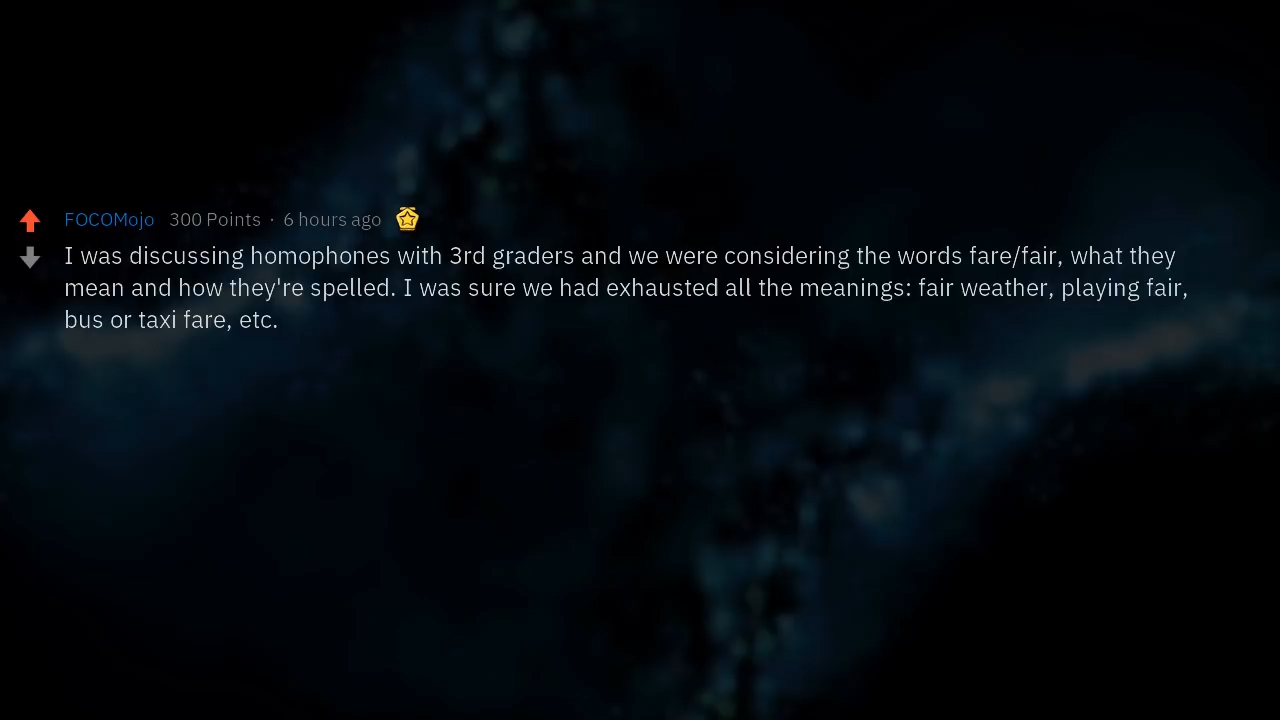 FOCOMojo 300 Points · 6 hours ago
I was discussing homophones with 3rd graders and we were considering the words fare/fair, what they
mean and how they're spelled. I was sure we had exhausted all the meanings: fair weather, playing fair,
bus or taxi fare, etc.